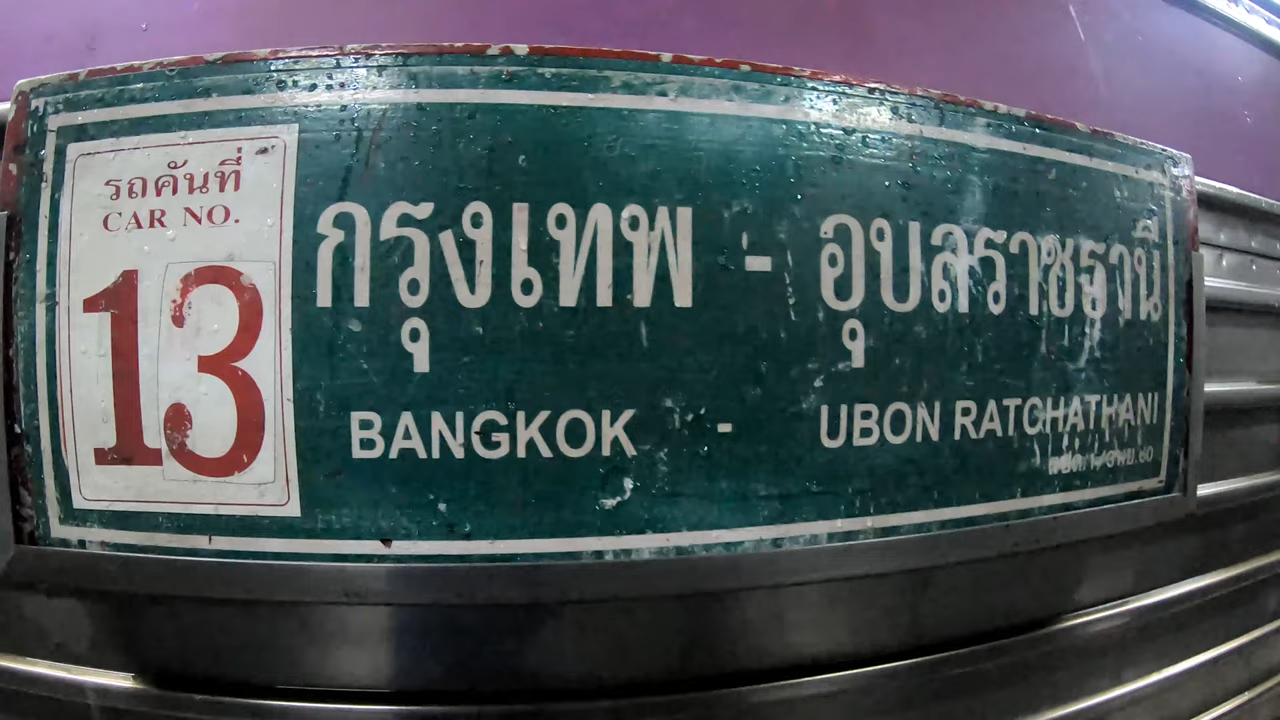 รถคันที่
CAR NO.
13
กรุงเทพ - อุบลราชธานี
BANGKOK - UBON RATCHATHANI